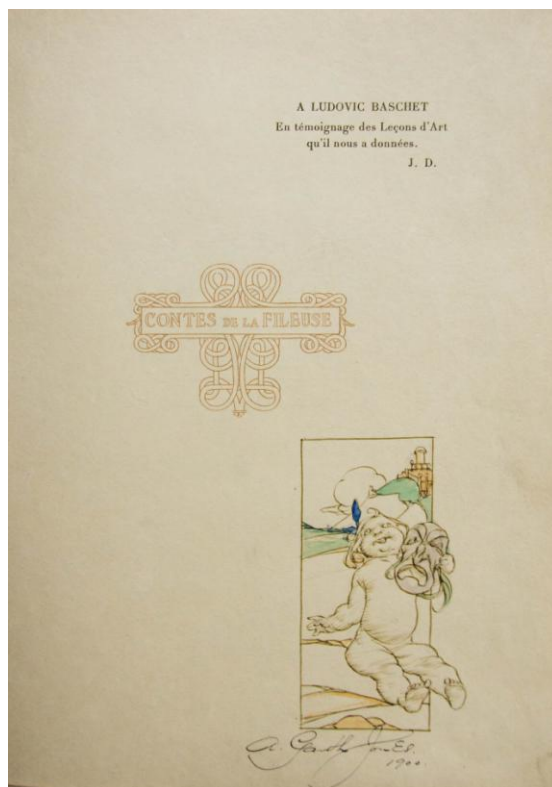 A LUDOVIC BASCHET
En témoignage des Leçons d'Art
qu'il nous a données.
J. D.
CONTES DE LA FILEUSE
A. Garth Jones.
1900.